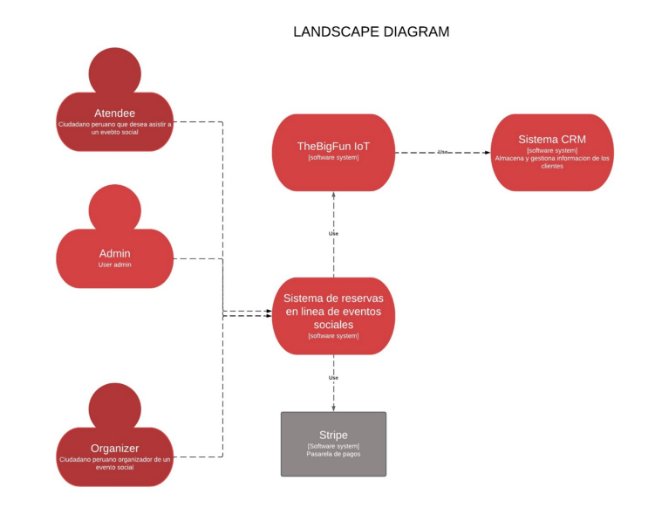 LANDSCAPE DIAGRAM
Atendee
Ciudadano peruano que desea asistir a
un evebto social
TheBigFun IoT
[software system]
Use
Sistema CRM
[software system]
Almacena y gestiona informacion de los
clientes
Use
Admin
User admin
Sistema de reservas
en linea de eventos
sociales
[software system]
Use
Stripe
[Software system]
Pasarela de pagos
Organizer
Ciudadano peruano organizador de un
evento social